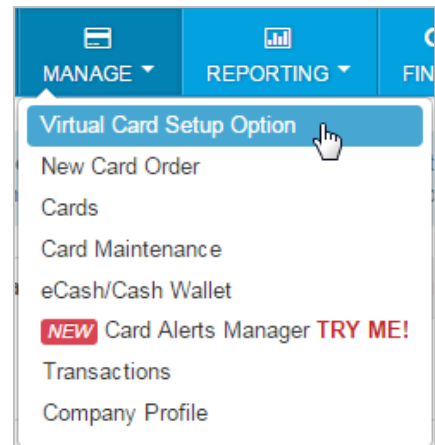 MANAGE REPORTING FIN
Virtual Card Setup Option
New Card Order
Cards
Card Maintenance
eCash/Cash Wallet
NEW Card Alerts Manager TRY ME!
Transactions
Company Profile